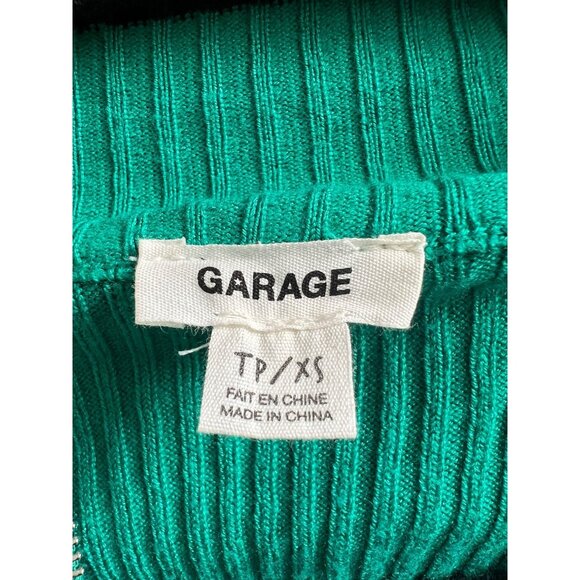 GARAGE
TP/XS
FAIT EN CHINE
MADE IN CHINA